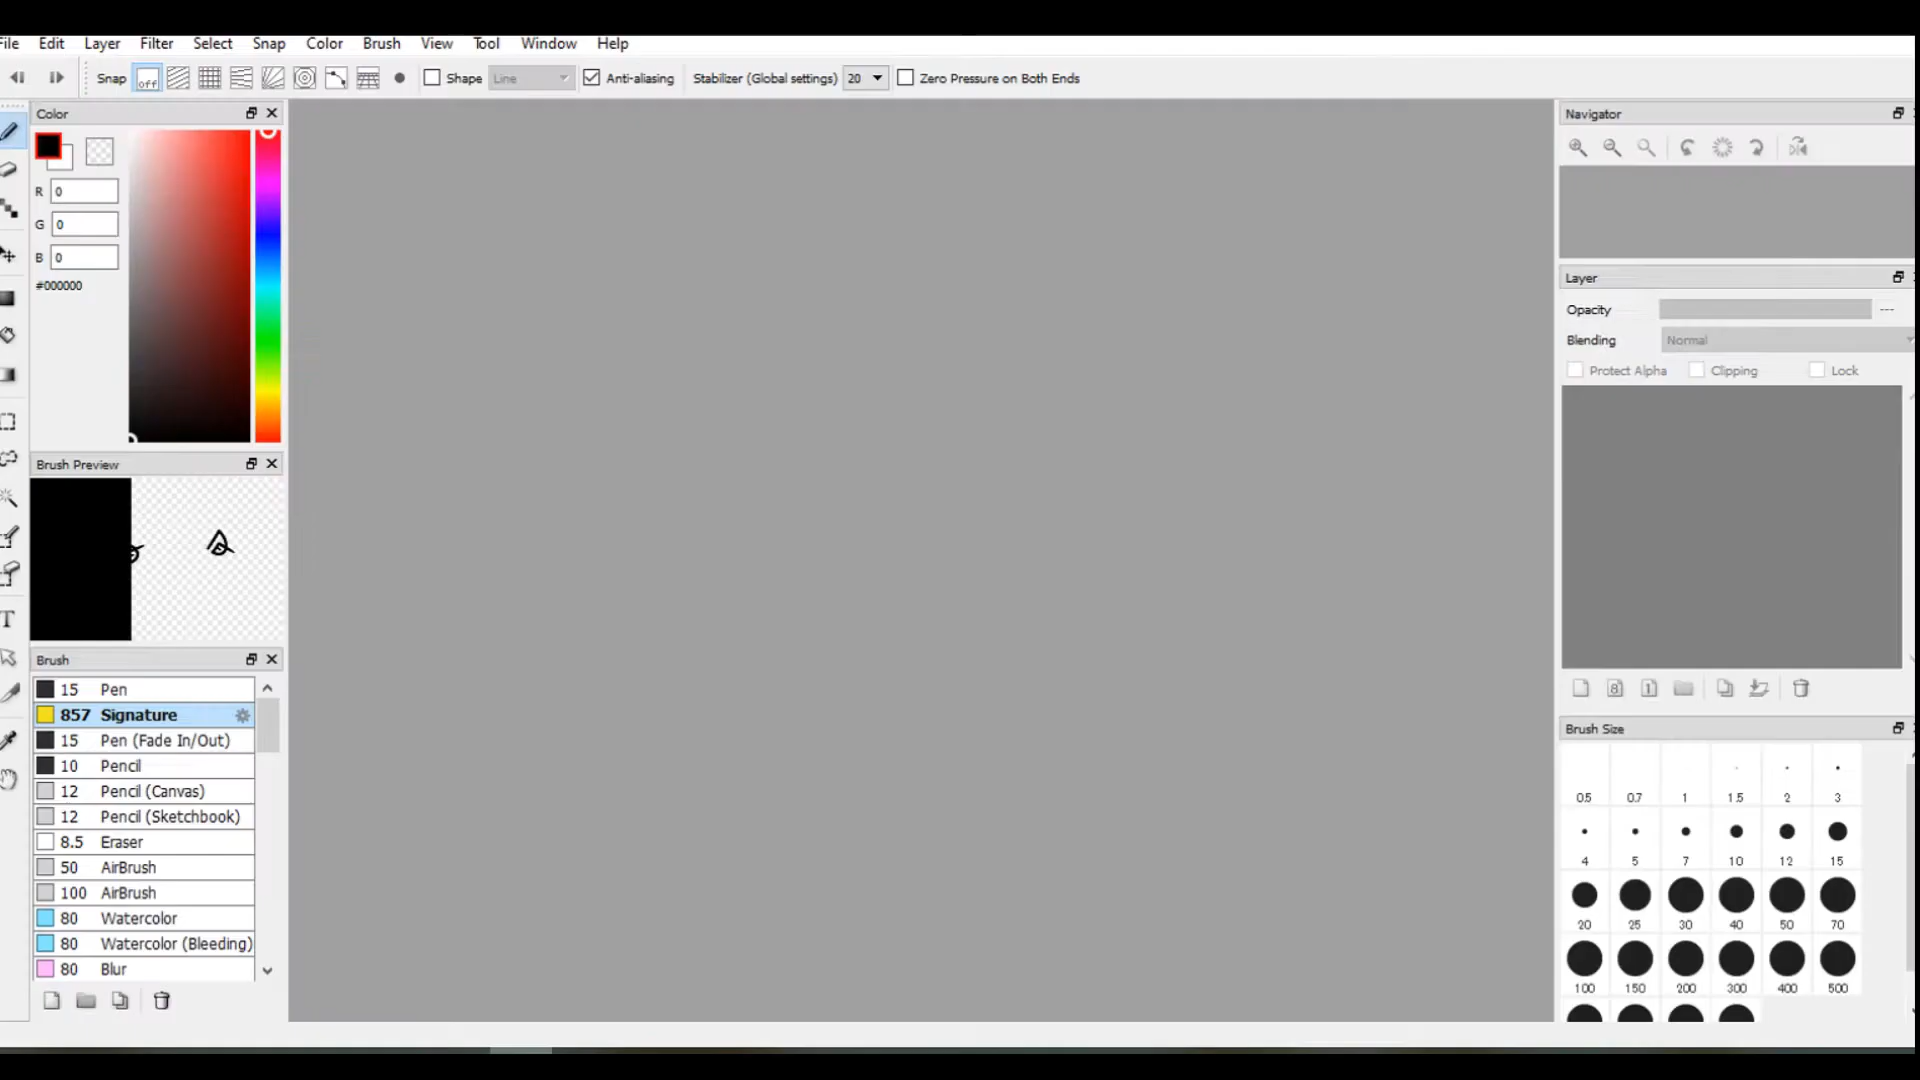 File Edit Layer Filter Select Snap Color Brush View Tool Window Help
Snap off Shape Line Anti-aliasing Stabilizer (Global settings) 20 Zero Pressure on Both Ends
Color
R 0
G 0
B 0
#000000
Brush Preview
Brush
15 Pen
857 Signature
15 Pen (Fade In/Out)
10 Pencil
12 Pencil (Canvas)
12 Pencil (Sketchbook)
8.5 Eraser
50 AirBrush
100 AirBrush
80 Watercolor
80 Watercolor (Bleeding)
80 Blur
T
Navigator
Layer
Opacity ---
Blending Normal
Protect Alpha Clipping Lock
8 1
Brush Size
0.5 0.7 1 1.5 2 3
4 5 7 10 12 15
20 25 30 40 50 70
100 150 200 300 400 500